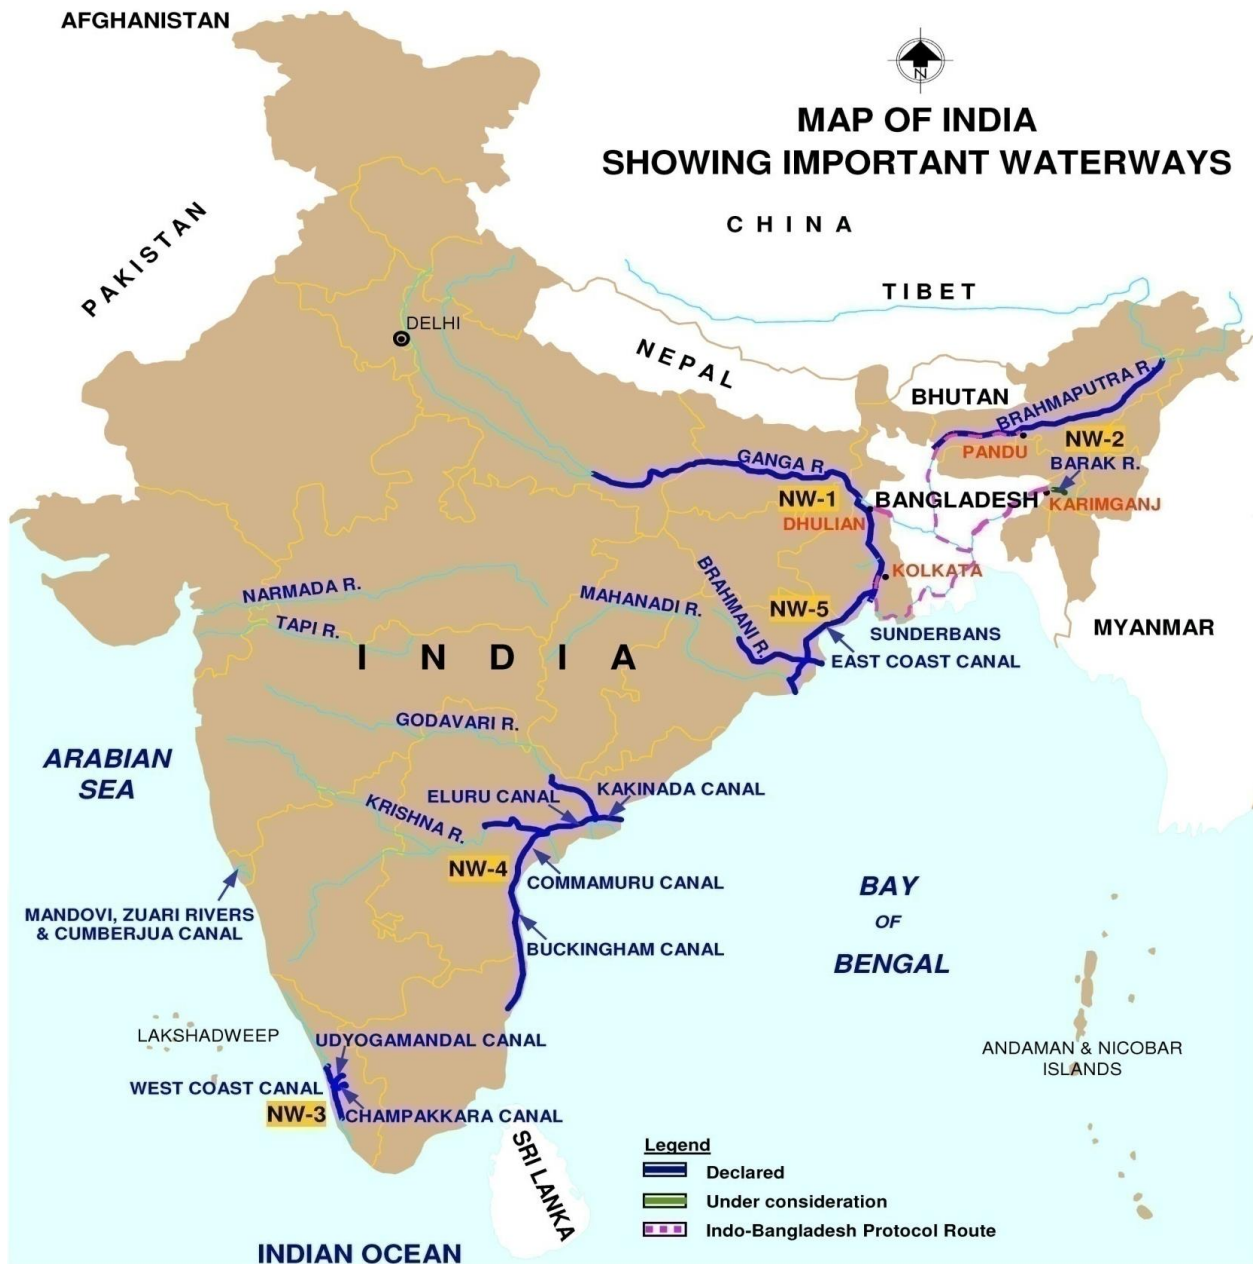 AFGHANISTAN
N
MAP OF INDIA
SHOWING IMPORTANT WATERWAYS
PAKISTAN
CHINA
TIBET
DELHI
NEPAL
BHUTAN
BRAHMAPUTRA R.
PANDU
NW-2
BARAK R.
GANGA R.
NW-1
BANGLADESH
KARIMGANJ
DHULIAN
KOLKATA
NARMADA R.
MAHANADI R.
BRAHMANI R.
NW-5
TAPI R.
SUNDERBANS
MYANMAR
INDIA
EAST COAST CANAL
GODAVARI R.
ARABIAN
SEA
ELURU CANAL
KAKINADA CANAL
KRISHNA R.
NW-4
COMMAMURU CANAL
BAY
OF
BENGAL
MANDOVI, ZUARI RIVERS
& CUMBERJUA CANAL
BUCKINGHAM CANAL
LAKSHADWEEP
UDYOGAMANDAL CANAL
ANDAMAN & NICOBAR
ISLANDS
WEST COAST CANAL
NW-3
CHAMPAKKARA CANAL
SRI LANKA
Legend
Declared
Under consideration
Indo-Bangladesh Protocol Route
INDIAN OCEAN